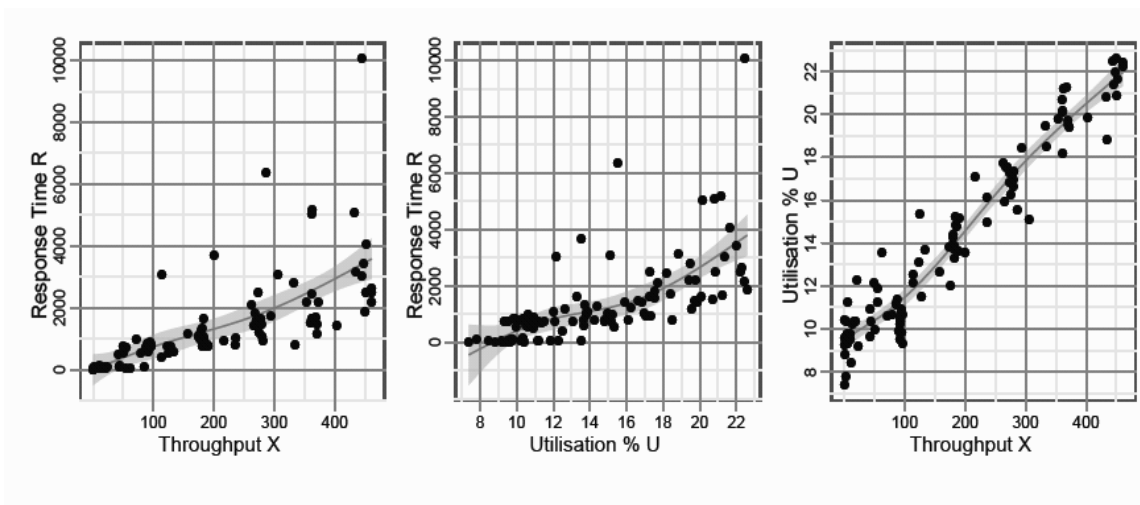 Response Time R
10000
8000
6000
4000
2000
0
100 200 300 400
Throughput X
Response Time R
10000
8000
6000
4000
2000
0
8 10 12 14 16 18 20 22
Utilisation % U
Utilisation % U
22
20
18
16
14
12
10
8
100 200 300 400
Throughput X